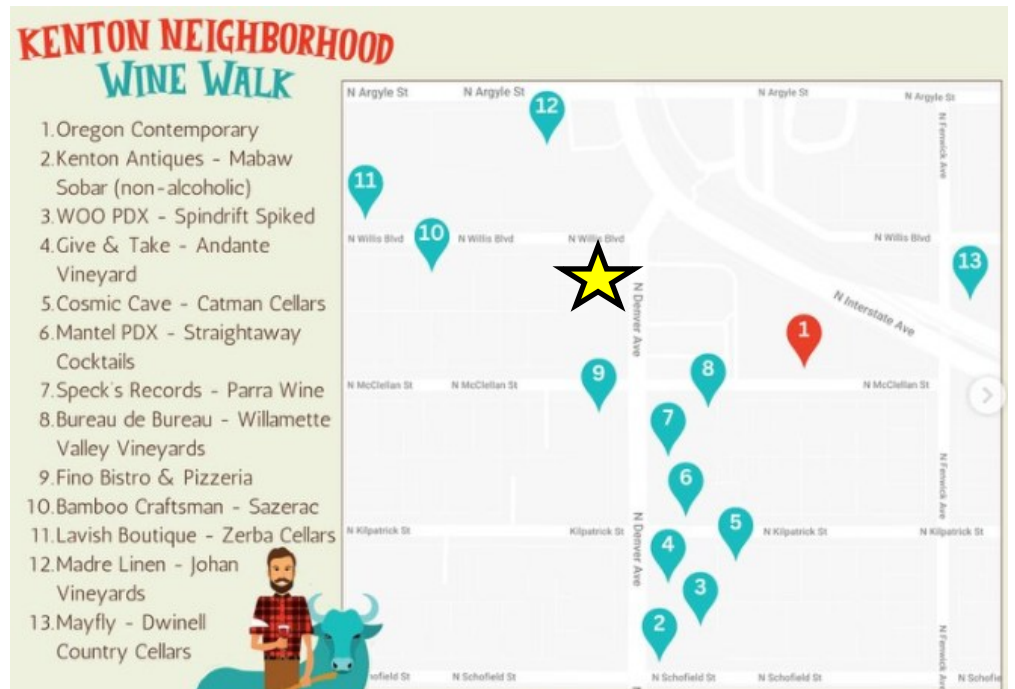 KENTON NEIGHBORHOOD
WINE WALK
1.Oregon Contemporary
2.Kenton Antiques - Mabaw
Sobar (non-alcoholic)
3.WOO PDX - Spindrift Spiked
4.Give & Take - Andante
Vineyard
5.Cosmic Cave - Catman Cellars
6.Mantel PDX - Straightaway
Cocktails
7.Speck's Records - Parra Wine
8.Bureau de Bureau - Willamette
Valley Vineyards
9.Fino Bistro & Pizzeria
10.Bamboo Craftsman - Sazerac
11.Lavish Boutique - Zerba Cellars
12.Madre Linen - Johan
Vineyards
13.Mayfly - Dwinell
Country Cellars
N Argyle St
N Argyle St
N Argyle St
N Argyle St
12
N Fenwick Ave
11
10
N Willis Blvd
N Willis Blvd
N Willis Blvd
N Willis Blvd
13
N Denver Ave
N Interstate Ave
1
9
8
N McClellan St
N McClellan St
N McClellan St
7
6
N Fenwick Ave
5
N Kilpatrick St
Kilpatrick St
N Kilpatrick St
N Kilpatrick St
N Denver Ave
4
3
2
N Fenwick Ave
ofield St
N Schofield St
N Schofield St
N Schofield St
N Schofie